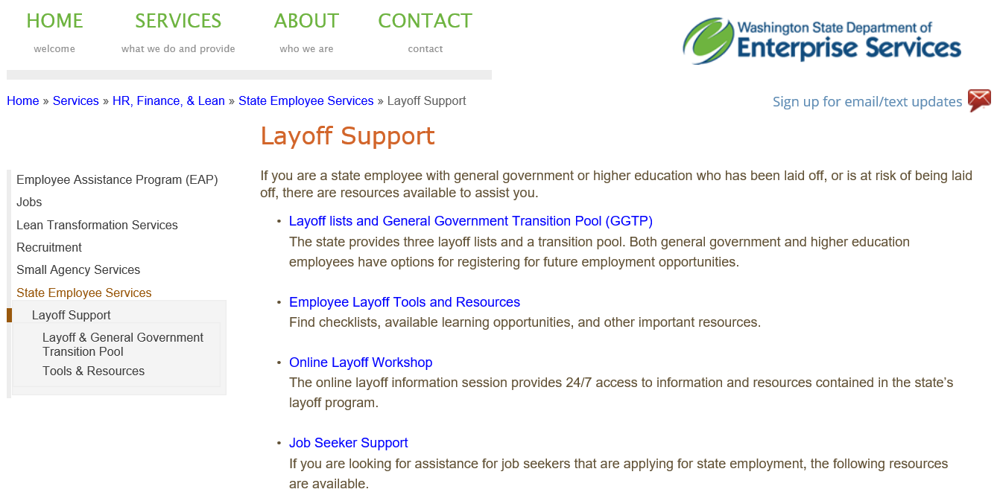 HOME SERVICES ABOUT CONTACT
welcome what we do and provide who we are contact
Washington State Department of
Enterprise Services
Home » Services » HR, Finance, & Lean » State Employee Services » Layoff Support
Sign up for email/text updates
Layoff Support
Employee Assistance Program (EAP)
Jobs
Lean Transformation Services
Recruitment
Small Agency Services
State Employee Services
Layoff Support
Layoff & General Government
Transition Pool
Tools & Resources
If you are a state employee with general government or higher education who has been laid off, or is at risk of being laid
off, there are resources available to assist you.
• Layoff lists and General Government Transition Pool (GGTP)
The state provides three layoff lists and a transition pool. Both general government and higher education
employees have options for registering for future employment opportunities.
• Employee Layoff Tools and Resources
Find checklists, available learning opportunities, and other important resources.
• Online Layoff Workshop
The online layoff information session provides 24/7 access to information and resources contained in the state’s
layoff program.
• Job Seeker Support
If you are looking for assistance for job seekers that are applying for state employment, the following resources
are available.